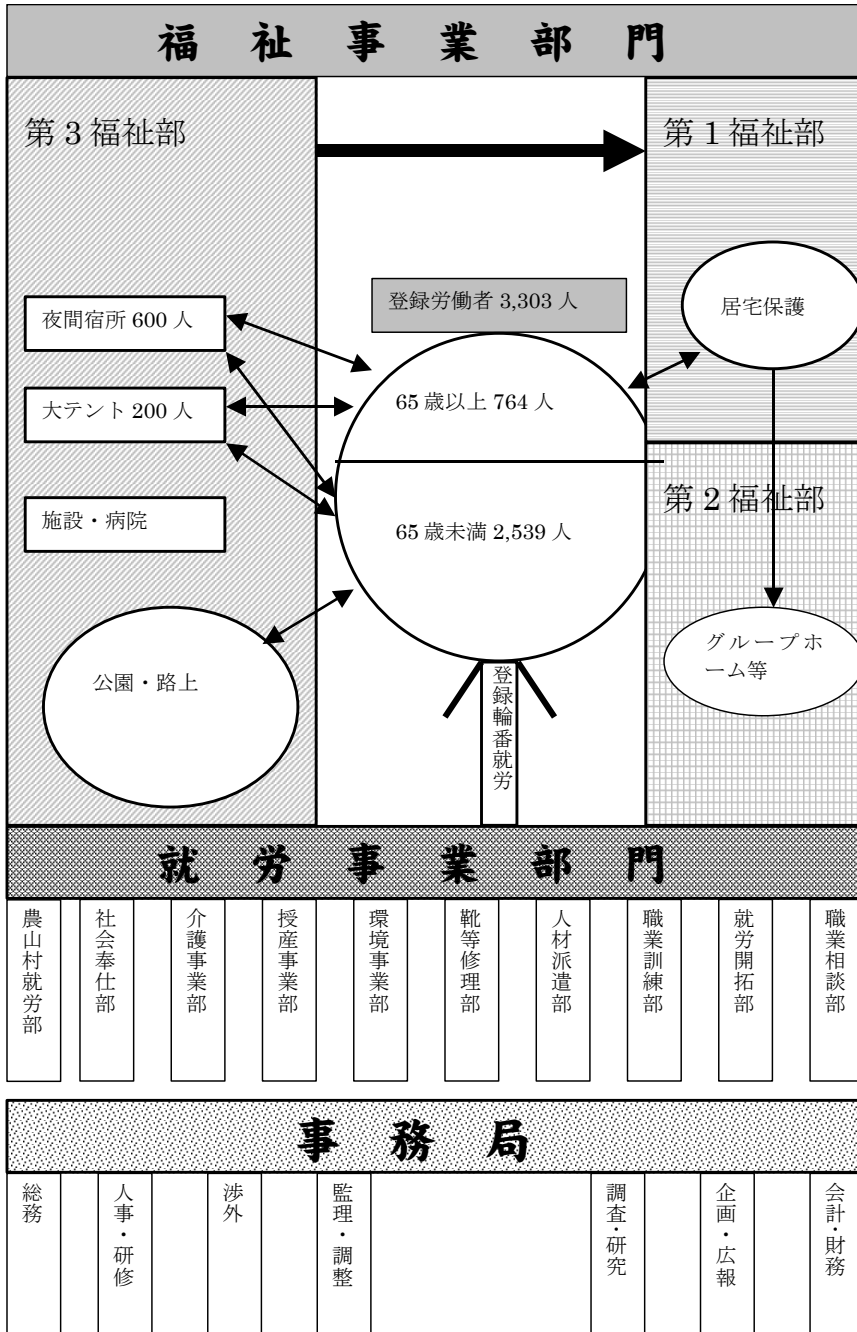 福祉事業部門
第3福祉部
第1福祉部
登録労働者 3,303 人
居宅保護
夜間宿所 600 人
65 歳以上 764 人
大テント 200 人
第2福祉部
施設・病院
65 歳未満 2,539 人
グループホ
ーム等
公園・路上
登録輪番就労
就労事業部門
農山村就労部
社会奉仕部
介護事業部
授産事業部
環境事業部
靴等修理部
人材派遣部
職業訓練部
就労開拓部
職業相談部
事務局
総務
人事・研修
渉外
監理・調整
調査・研究
企画・広報
会計・財務